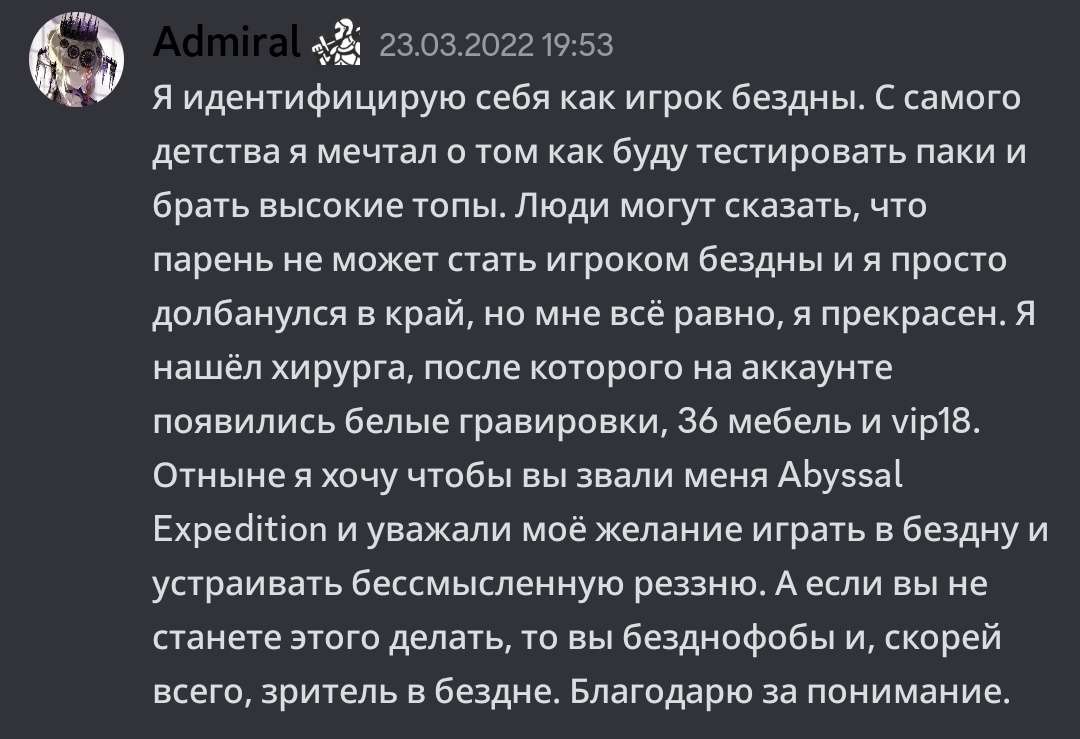 Admiral 23.03.2022 19:53
Я идентифицирую себя как игрок бездны. С самого
детства я мечтал о том как буду тестировать паки и
брать высокие топы. Люди могут сказать, что
парень не может стать игроком бездны и я просто
долбанулся в край, но мне всё равно, я прекрасен. Я
нашёл хирурга, после которого на аккаунте
появились белые гравировки, 36 мебель и vip18.
Отныне я хочу чтобы вы звали меня Abyssal
Expedition и уважали моё желание играть в бездну и
устраивать бессмысленную реззню. А если вы не
станете этого делать, то вы безднофобы и, скорей
всего, зритель в бездне. Благодарю за понимание.